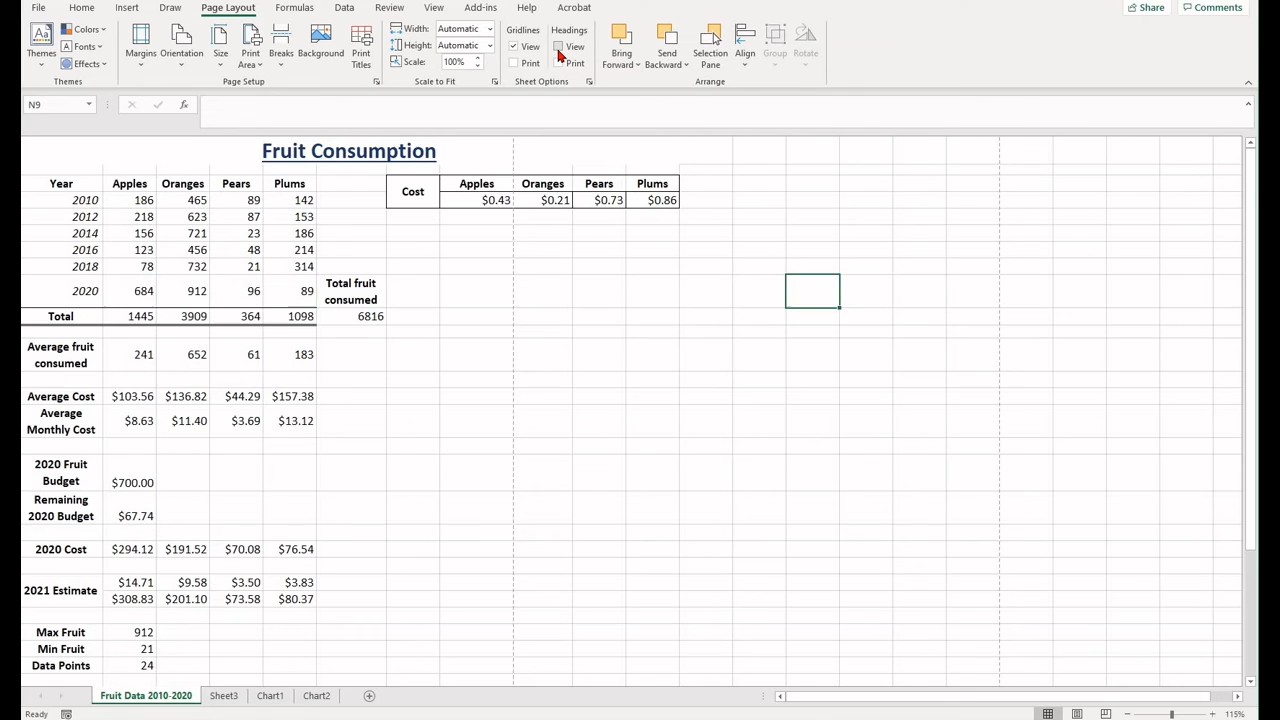 File Home Insert Draw Page Layout Formulas Data Review View Add-ins Help Acrobat Share Comments
Themes Colors Fonts Effects Margins Orientation Size Print Area Breaks Background Print Titles Width: Automatic Height: Automatic Scale: 100% Gridlines View Print Headings View Print Bring Forward Send Backward Selection Pane Align Group Rotate
Themes Page Setup Scale to Fit Sheet Options Arrange
N9 fx
Fruit Consumption
Year Apples Oranges Pears Plums Cost Apples Oranges Pears Plums
2010 186 465 89 142 $0.43 $0.21 $0.73 $0.86
2012 218 623 87 153
2014 156 721 23 186
2016 123 456 48 214
2018 78 732 21 314
2020 684 912 96 89 Total fruit consumed
Total 1445 3909 364 1098 6816
Average fruit consumed 241 652 61 183
Average Cost $103.56 $136.82 $44.29 $157.38
Average Monthly Cost $8.63 $11.40 $3.69 $13.12
2020 Fruit Budget $700.00
Remaining 2020 Budget $67.74
2020 Cost $294.12 $191.52 $70.08 $76.54
2021 Estimate $14.71 $9.58 $3.50 $3.83
$308.83 $201.10 $73.58 $80.37
Max Fruit 912
Min Fruit 21
Data Points 24
Fruit Data 2010-2020 Sheet3 Chart1 Chart2
Ready 115%